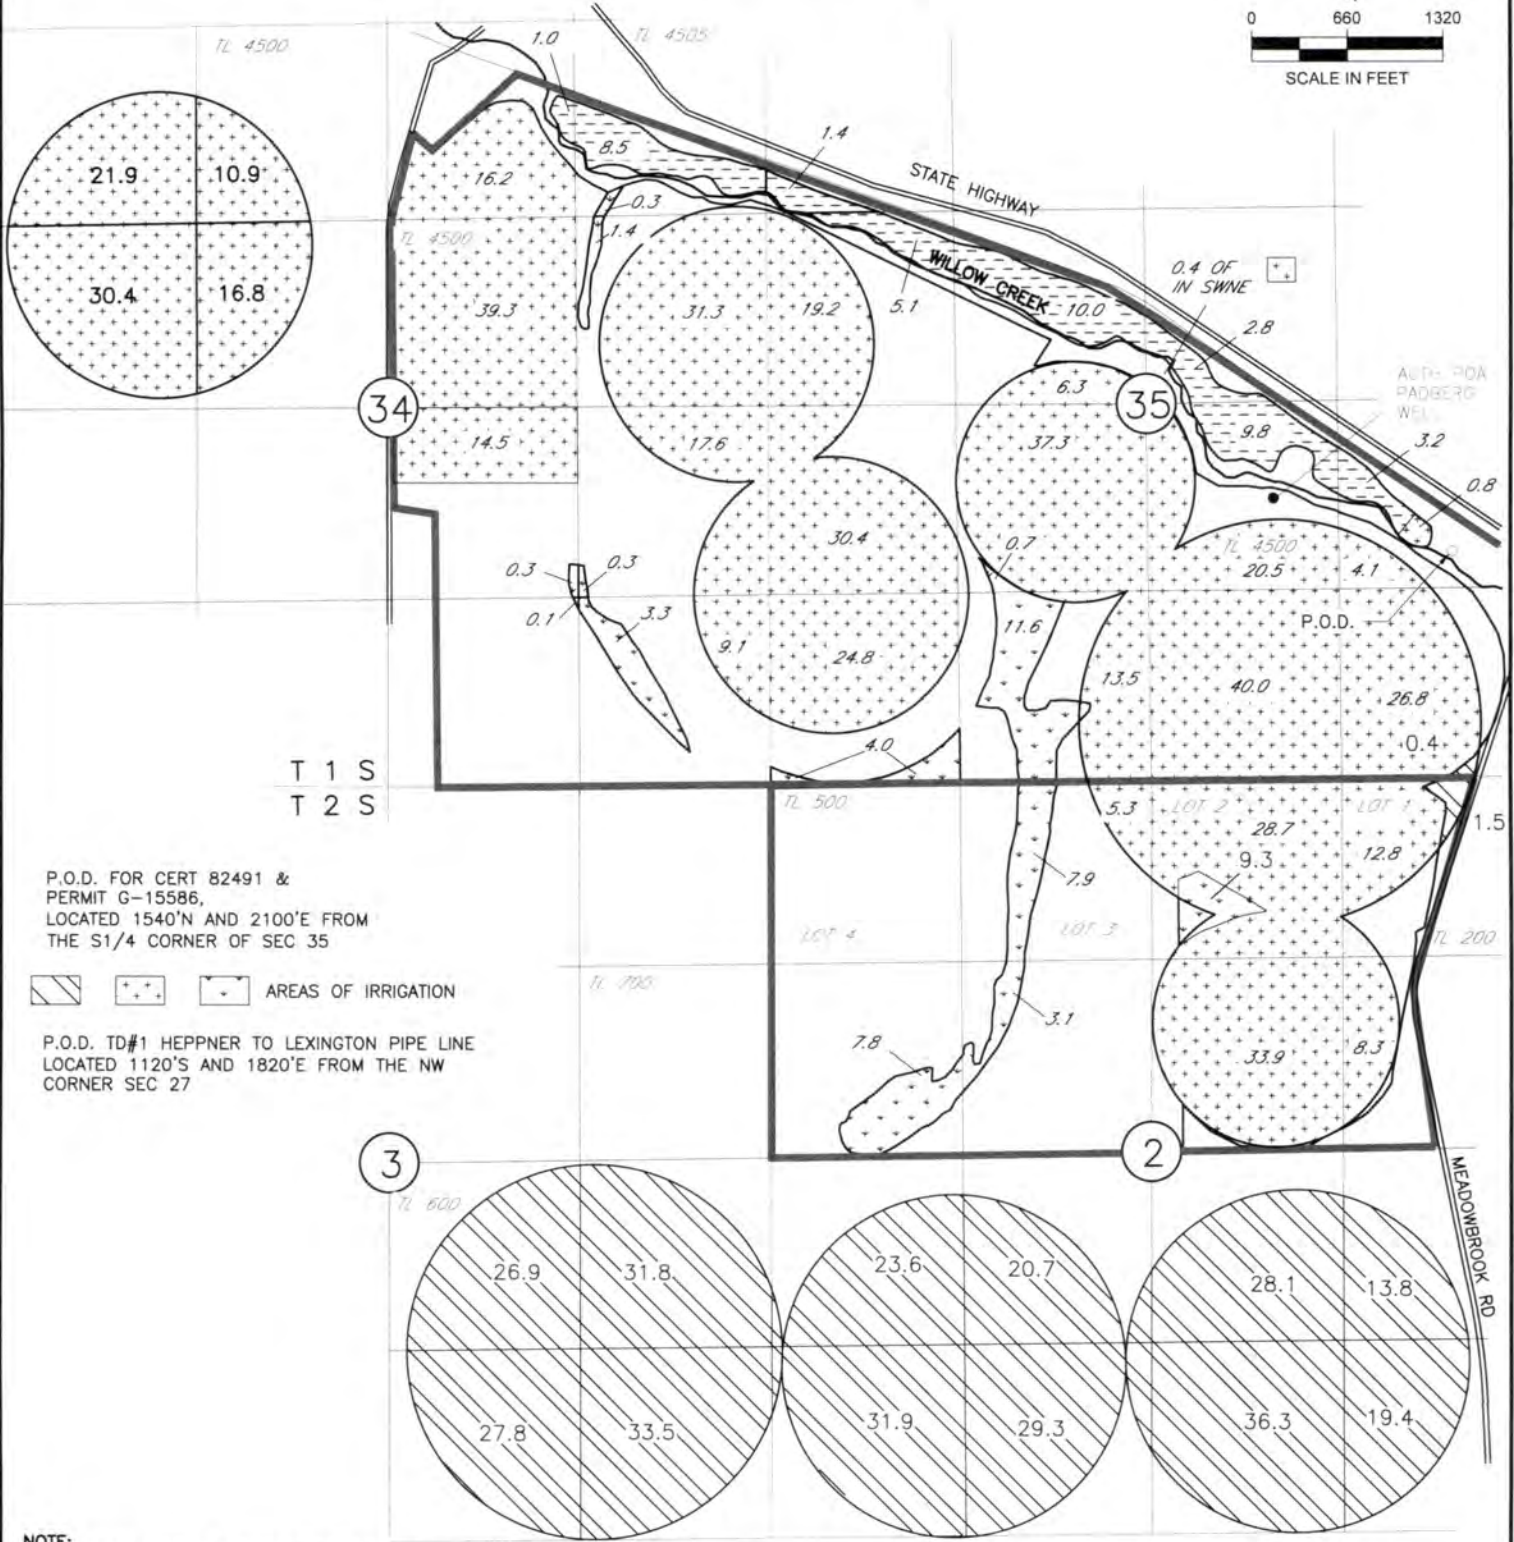 0 660 1320
SCALE IN FEET
TL 4500
1.0
TL 4505
8.5
1.4
STATE HIGHWAY
21.9
10.9
16.2
0.3
TL 4500
1.4
WILLOW CREEK
0.4 OF
IN SWNE
30.4
16.8
39.3
31.3
19.2
5.1
10.0
2.8
34
6.3
35
PADBERG
14.5
17.6
37.3
9.8
3.2
0.8
30.4
0.7
TL 4500
20.5
4.1
0.3
0.3
0.1
3.3
P.O.D.
11.6
9.1
24.8
13.5
40.0
26.8
4.0
0.4
T 1 S
T 2 S
TL 500
5.3
LOT 2
LOT 1
28.7
1.5
9.3
12.8
P.O.D. FOR CERT 82491 &
PERMIT G-15586,
LOCATED 1540'N AND 2100'E FROM
THE S1/4 CORNER OF SEC 35
7.9
LOT 4
LOT 3
TL 200
TL 700
AREAS OF IRRIGATION
3.1
P.O.D. TD#1 HEPPNER TO LEXINGTON PIPE LINE
LOCATED 1120'S AND 1820'E FROM THE NW
CORNER SEC 27
7.8
33.9
8.3
3
2
MEADOWBROOK RD
TL 600
26.9
31.8
23.6
20.7
28.1
13.8
27.8
33.5
31.9
29.3
36.3
19.4
NOTE: